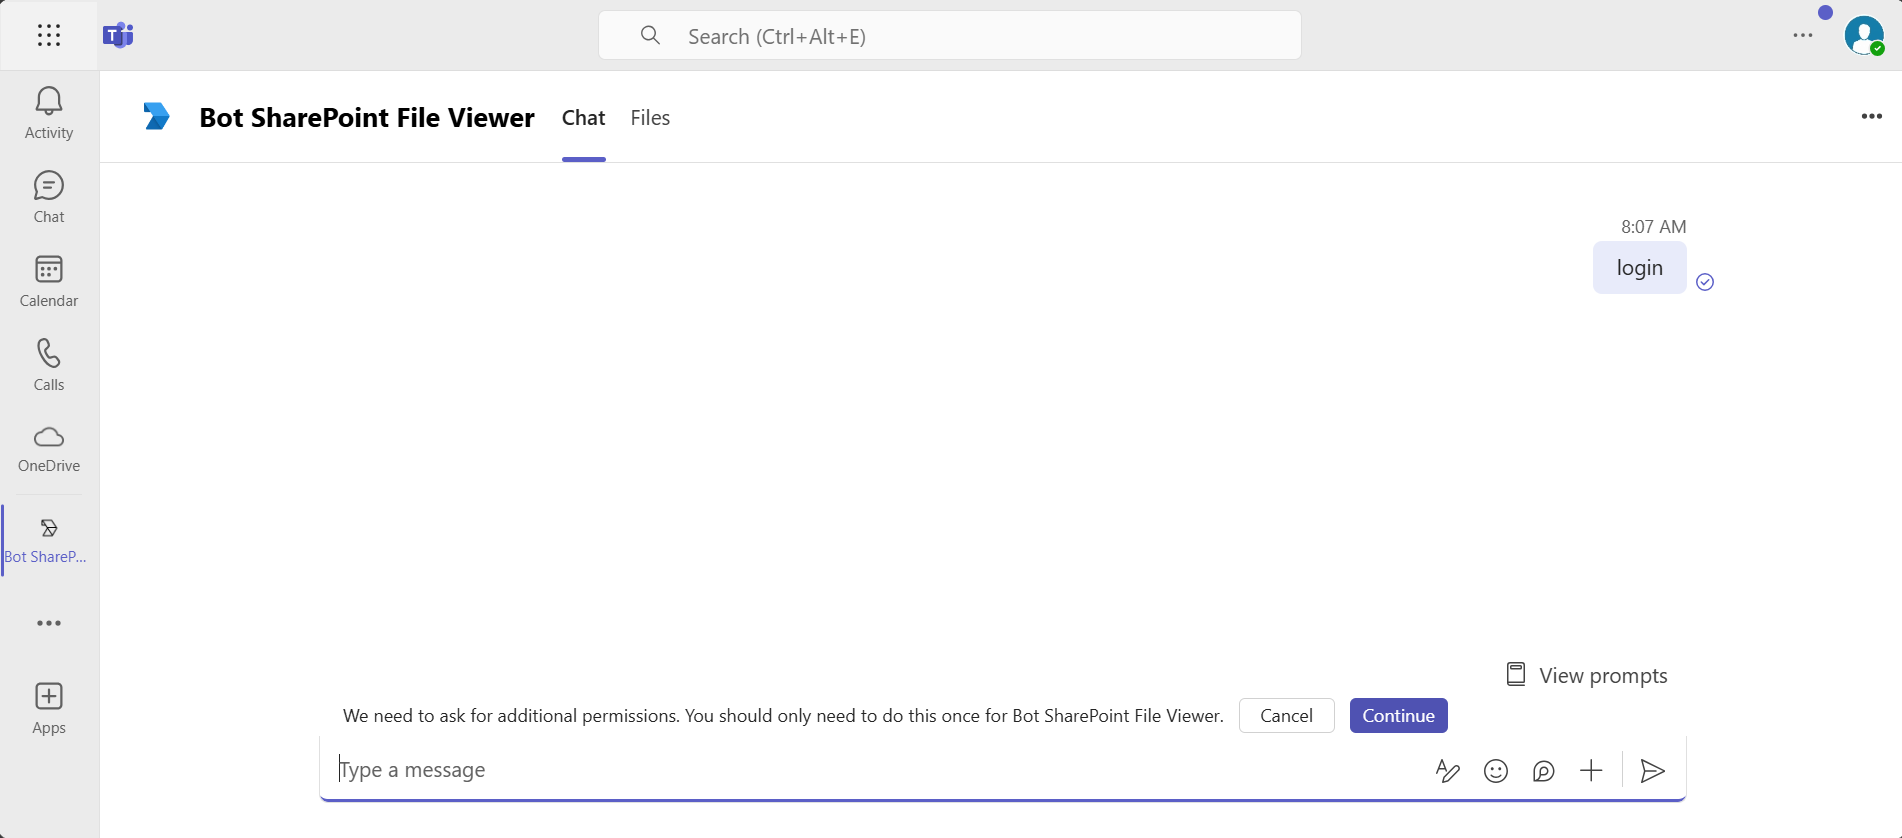 T
Search (Ctrl+Alt+E)
Activity
Chat
Calendar
Calls
OneDrive
Bot ShareP...
Apps
Bot SharePoint File Viewer
Chat
Files
8:07 AM
login
View prompts
We need to ask for additional permissions. You should only need to do this once for Bot SharePoint File Viewer.
Cancel
Continue
Type a message